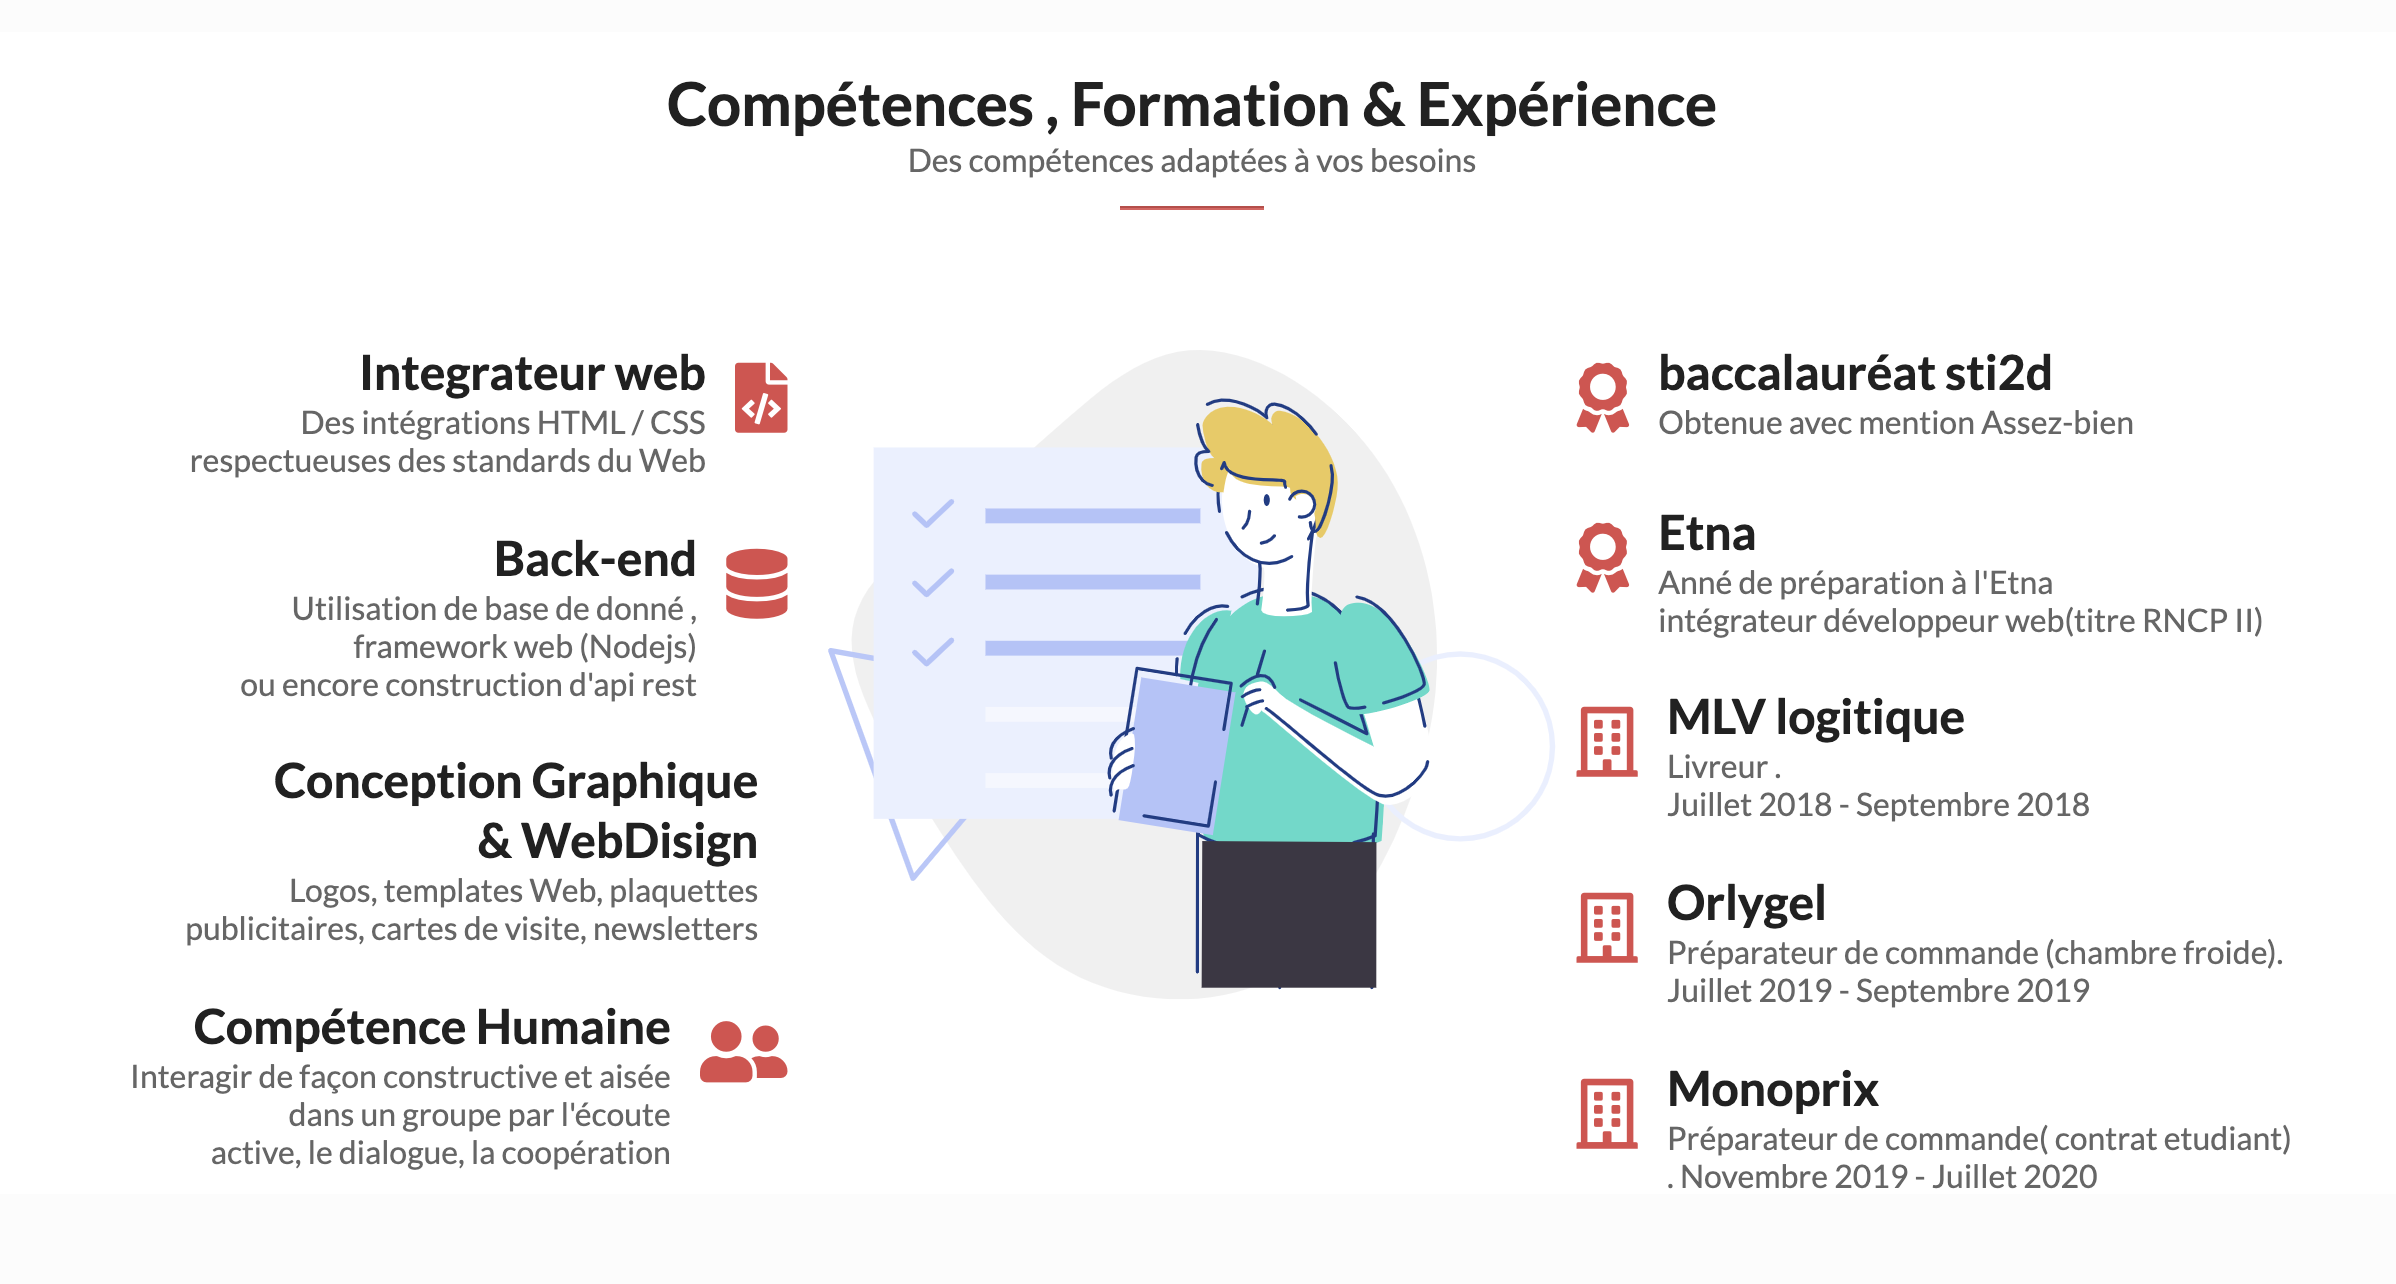 Compétences , Formation & Expérience
Des compétences adaptées à vos besoins
Integrateur web
Des intégrations HTML / CSS
respectueuses des standards du Web
Back-end
Utilisation de base de donné ,
framework web (Nodejs)
ou encore construction d'api rest
Conception Graphique
& WebDisign
Logos, templates Web, plaquettes
publicitaires, cartes de visite, newsletters
Compétence Humaine
Interagir de façon constructive et aisée
dans un groupe par l'écoute
active, le dialogue, la coopération
baccalauréat sti2d
Obtenue avec mention Assez-bien
Etna
Anné de préparation à l'Etna
intégrateur développeur web(titre RNCP II)
MLV logitique
Livreur .
Juillet 2018 - Septembre 2018
Orlygel
Préparateur de commande (chambre froide).
Juillet 2019 - Septembre 2019
Monoprix
Préparateur de commande( contrat etudiant)
. Novembre 2019 - Juillet 2020